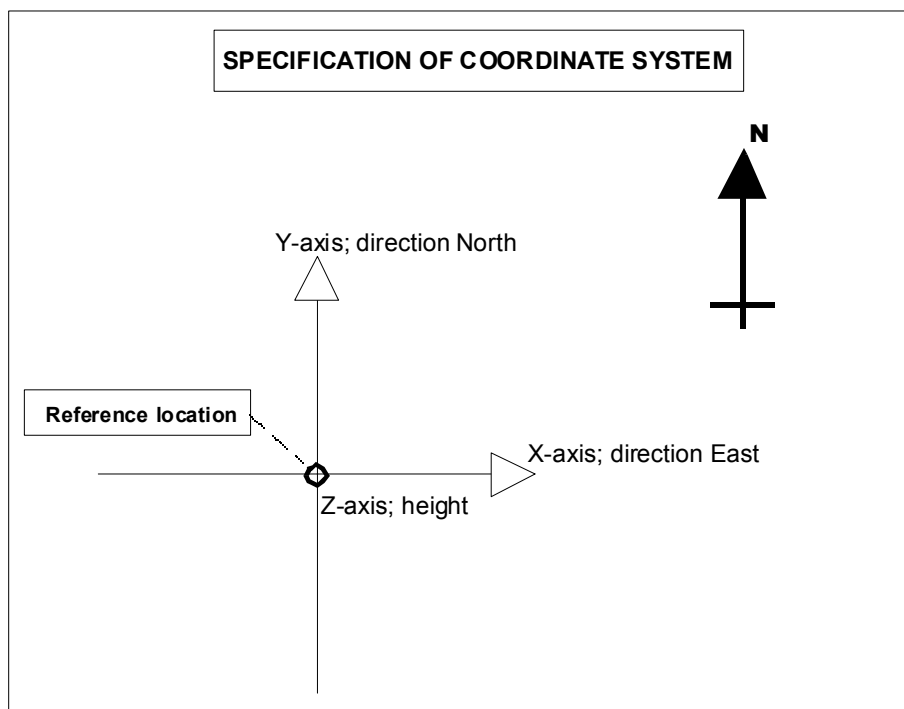 SPECIFICATION OF COORDINATE SYSTEM
N
Y-axis; direction North
Reference location
X-axis; direction East
Z-axis; height